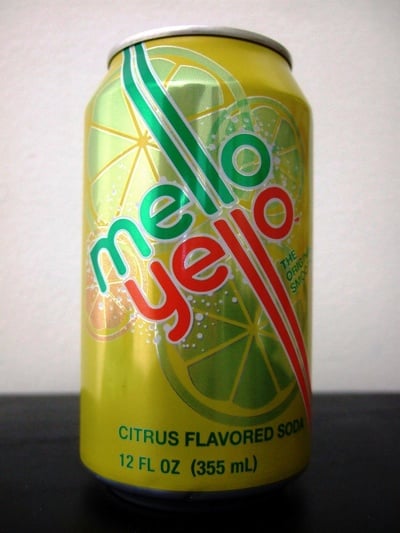 mello
yello
THE
CITRUS FLAVORED SODA
12 FL OZ (355 mL)